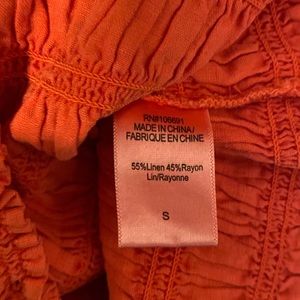 RN#106691
MADE IN CHINA/
FABRIQUE EN CHINE
55%Linen 45%Rayon
Lin/Rayonne
S